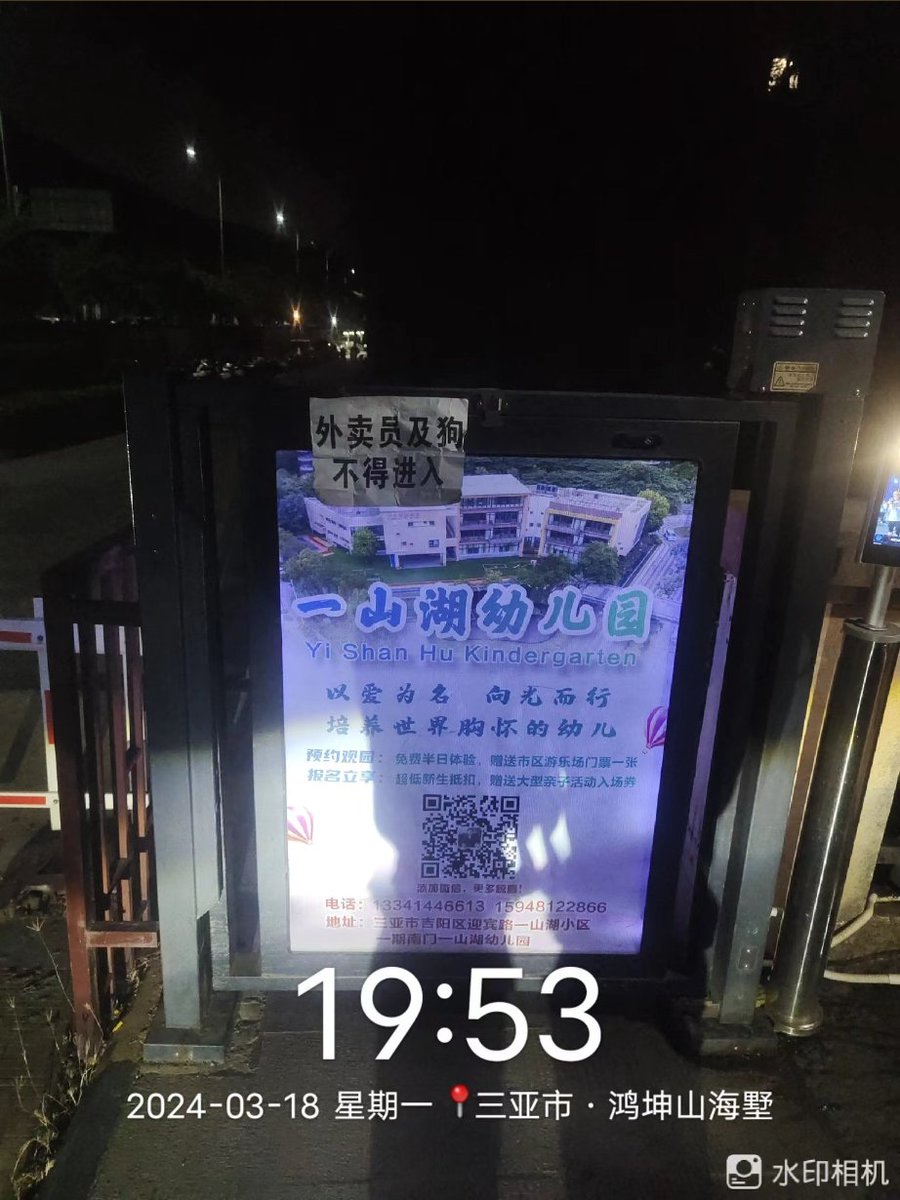 外卖员及狗
不得进入
一山湖幼儿园
Yi Shan Hu Kindergarten
以爱为名 向光而行
培养世界胸怀的幼儿
预约观园：免费半日体验，赠送市区游乐场门票一张
报名立享：超低新生抵扣，赠送大型亲子活动入场券
添加微信，更多惊喜！
电话：13341446613 15948122866
地址：三亚市吉阳区迎宾路一山湖小区
一期南门一山湖幼儿园
19:53
2024-03-18 星期一 三亚市·鸿坤山海墅
水印相机